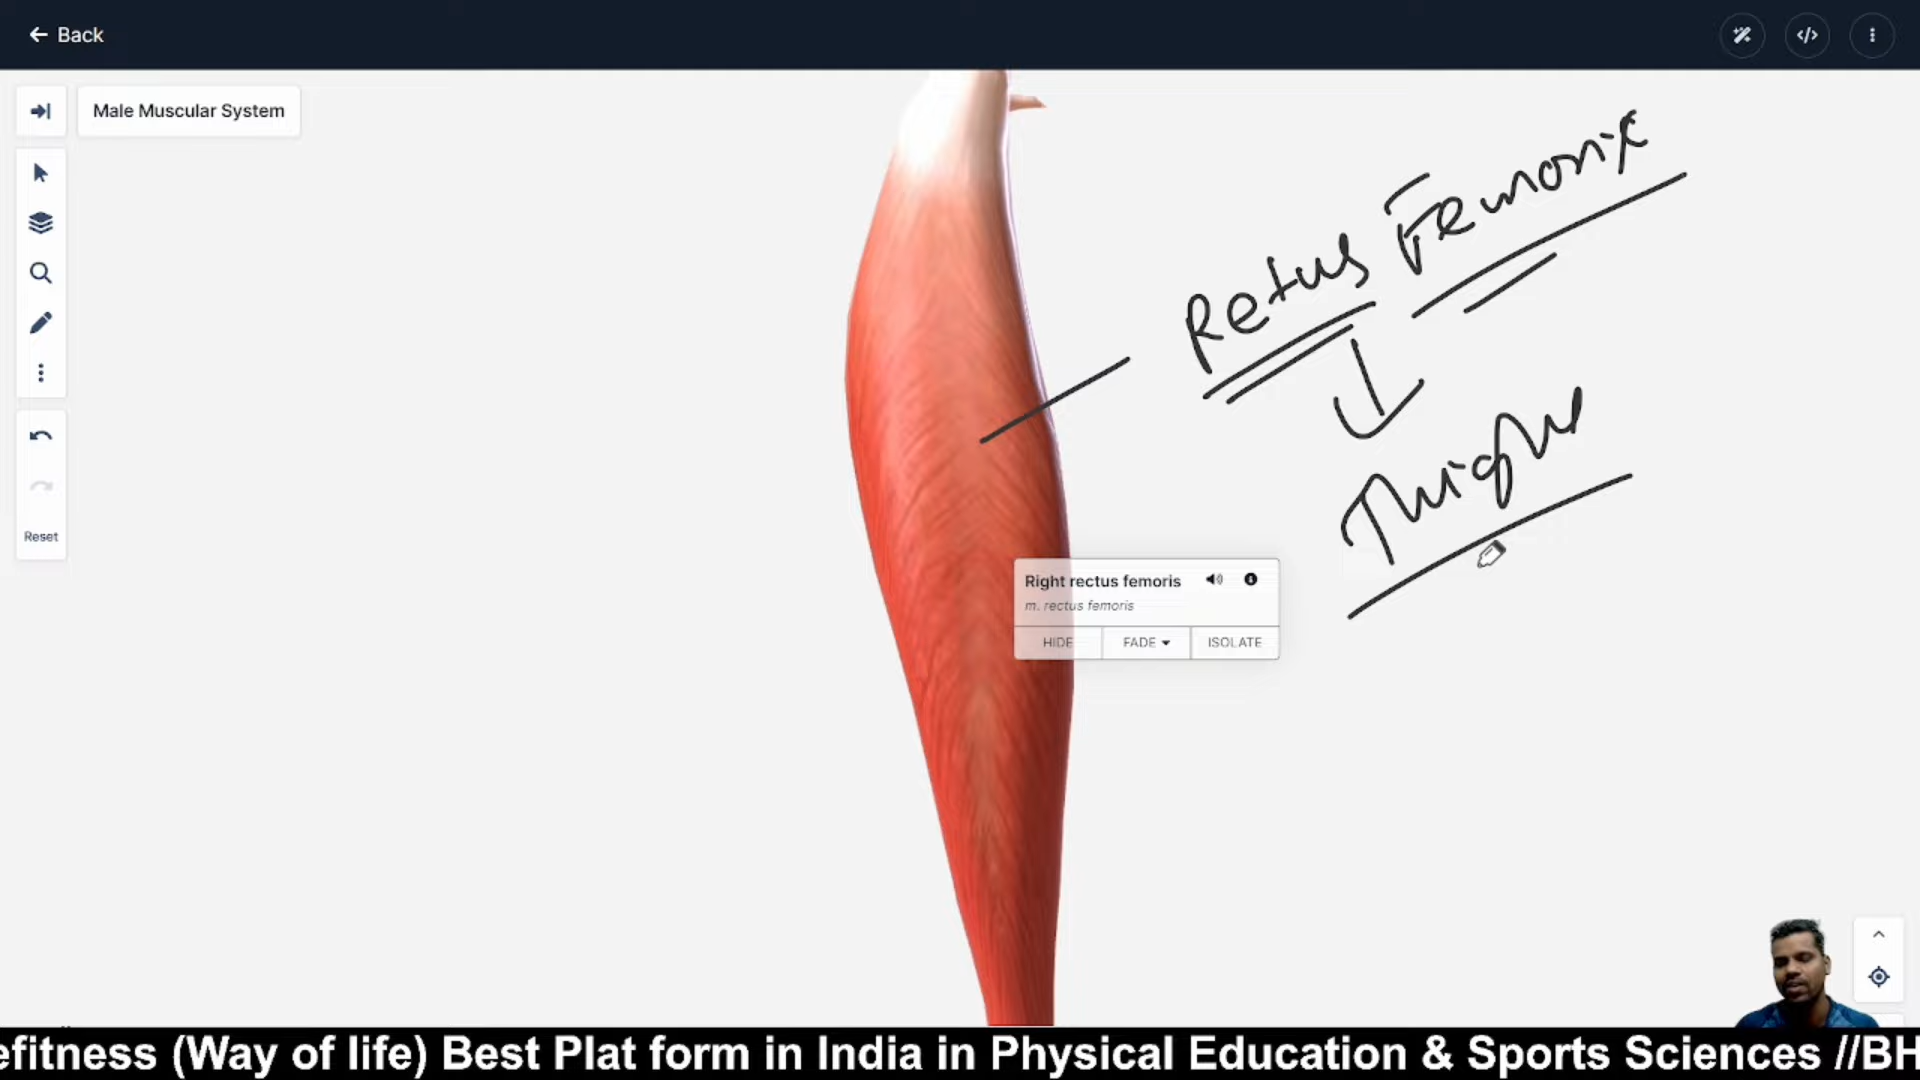 Back
Male Muscular System
Retus Femorix
Thighs
Right rectus femoris
m. rectus femoris
HIDE FADE ISOLATE
Reset
efitness (Way of life) Best Plat form in India in Physical Education & Sports Sciences //BH